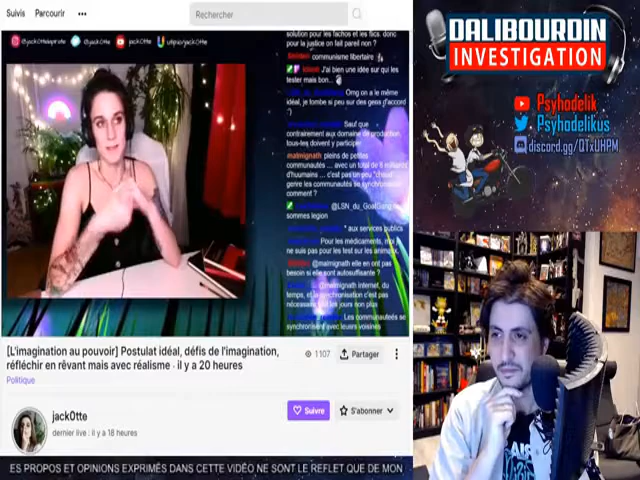 Suivis
Parcourir
Rechercher
solution pour les fachos et les flics. donc
pour la justice on fait pareil non ?
communisme libertaire
J'ai bien une idée sur qui les
tester mais bon...
Omg on a le même
idéal, je tombe si peu sur des gens d'accord
:')
Sauf que
contrairement aux domaine de production,
tous-tes doivent y participer
malmignath pleins de petites
communautés ... avec un total de 8 milliards
d'huumains ... c'est pas un peu "chaud"
genre les communautés se synchronise
comment ?
@LSN_du_GoatGang
sommes legion
* aux services publics
Pour les médicaments, moi je
ne suis pas pour les test sur les animaux.
@malmignath elle en ont pas
besoin si elle sont autosuffisante ?
@malmignath internet, du
temps, et la synchronisation c'est pas
tout les jours non plus
Les communautés se
synchronisent avec leurs voisines
[L'imagination au pouvoir] Postulat idéal, défis de l'imagination,
réfléchir en rêvant mais avec réalisme · il y a 20 heures
1107
Partager
Politique
jack0tte
dernier live : il y a 18 heures
Suivre
S'abonner
ES PROPOS ET OPINIONS EXPRIMÉS DANS CETTE VIDÉO NE SONT LE REFLET QUE DE MON
DALIBOURDIN
INVESTIGATION
Psyhodelik
Psyhodelikus
discord.gg/QTxUHPM